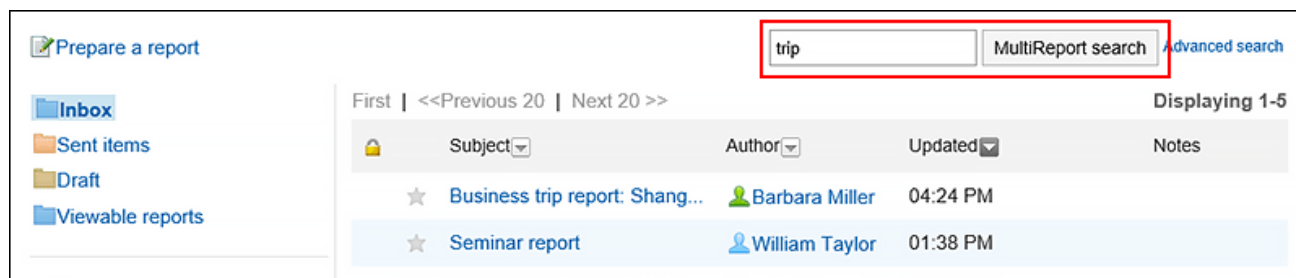 Prepare a report
trip MultiReport search Advanced search
Inbox
Sent items
Draft
Viewable reports
First | <<Previous 20 | Next 20 >> Displaying 1-5
Subject Author Updated Notes
Business trip report: Shang... Barbara Miller 04:24 PM
Seminar report William Taylor 01:38 PM